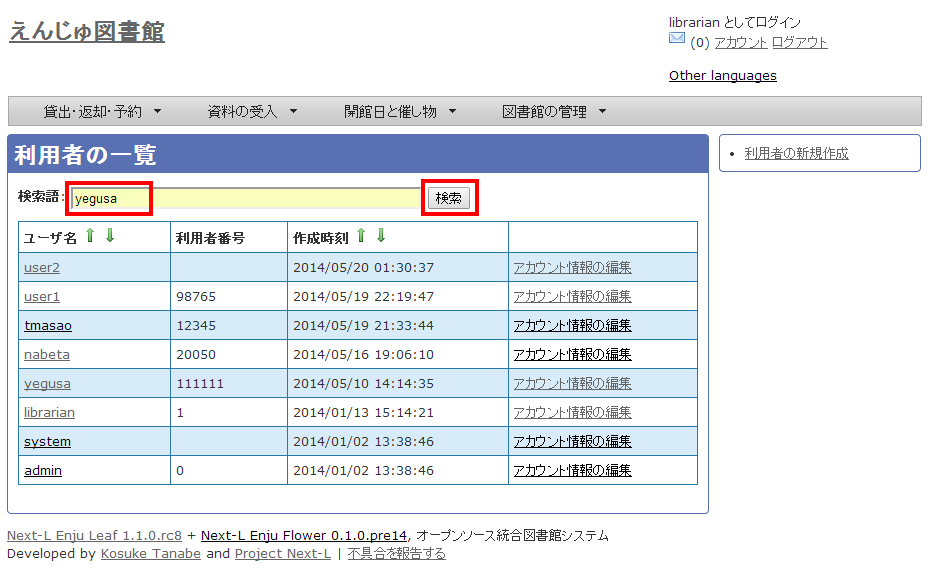 えんじゅ図書館
librarian としてログイン
(0) アカウント ログアウト
Other languages
貸出・返却・予約 ▼ 資料の受入 ▼ 開館日と催し物 ▼ 図書館の管理 ▼
利用者の一覧
• 利用者の新規作成
検索語: yegusa 検索
ユーザ名 ⬆ ⬇ 利用者番号 作成時刻 ⬆ ⬇
user2 2014/05/20 01:30:37 アカウント情報の編集
user1 98765 2014/05/19 22:19:47 アカウント情報の編集
tmasao 12345 2014/05/19 21:33:44 アカウント情報の編集
nabeta 20050 2014/05/16 19:06:10 アカウント情報の編集
yegusa 111111 2014/05/10 14:14:35 アカウント情報の編集
librarian 1 2014/01/13 15:14:21 アカウント情報の編集
system 2014/01/02 13:38:46 アカウント情報の編集
admin 0 2014/01/02 13:38:46 アカウント情報の編集
Next-L Enju Leaf 1.1.0.rc8 + Next-L Enju Flower 0.1.0.pre14, オープンソース統合図書館システム
Developed by Kosuke Tanabe and Project Next-L | 不具合を報告する